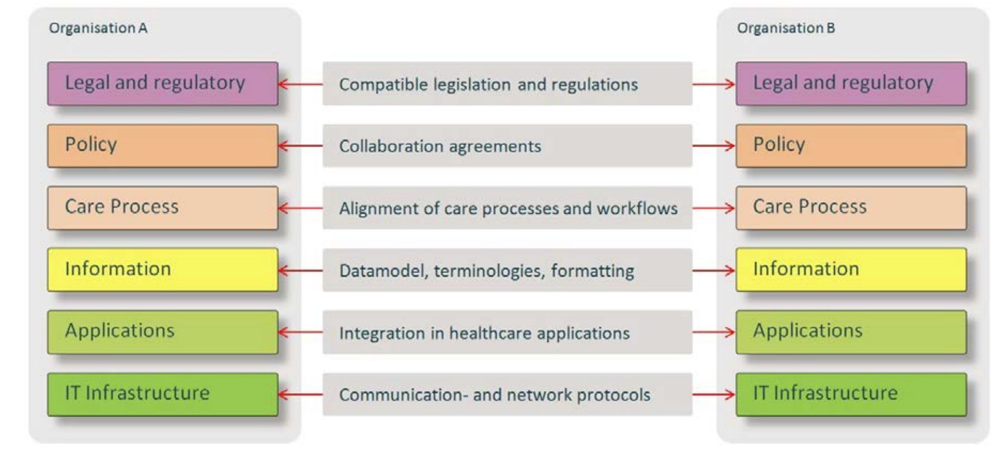 Organisation A
Organisation B
Legal and regulatory
Compatible legislation and regulations
Legal and regulatory
Policy
Collaboration agreements
Policy
Care Process
Alignment of care processes and workflows
Care Process
Information
Datamodel, terminologies, formatting
Information
Applications
Integration in healthcare applications
Applications
IT Infrastructure
Communication- and network protocols
IT Infrastructure